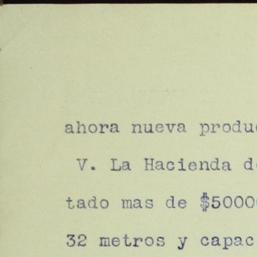 ahora nueva produc
V. La Hacienda d
tado mas de $5000
32 metros y capac